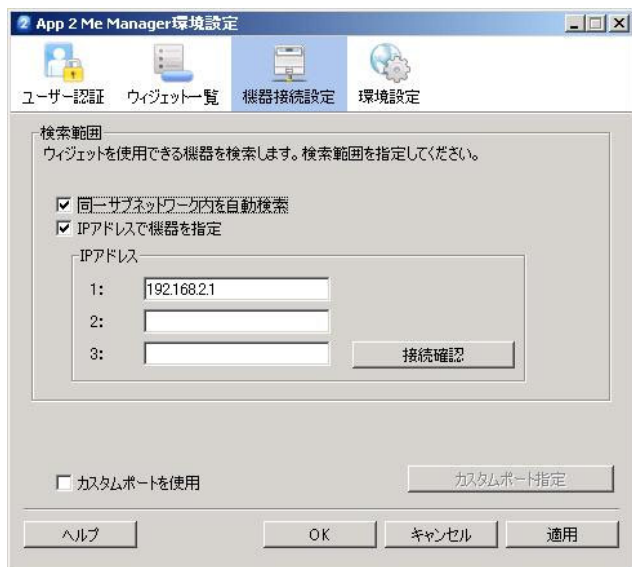 2 App 2 Me Manager環境設定
ユーザー認証 ウィジェット一覧 機器接続設定 環境設定
検索範囲
ウィジェットを使用できる機器を検索します。検索範囲を指定してください。
同一サブネットワーク内を自動検索
IPアドレスで機器を指定
IPアドレス
1: 192.168.2.1
2:
3: 接続確認
カスタムポートを使用 カスタムポート指定
ヘルプ OK キャンセル 適用